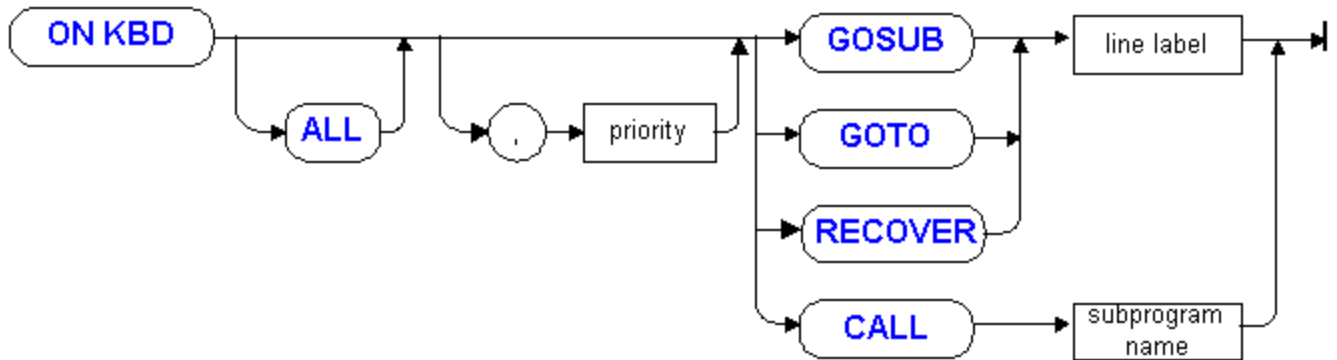 ON KBD
GOSUB
line label
ALL
,
priority
GOTO
RECOVER
CALL
subprogram
name